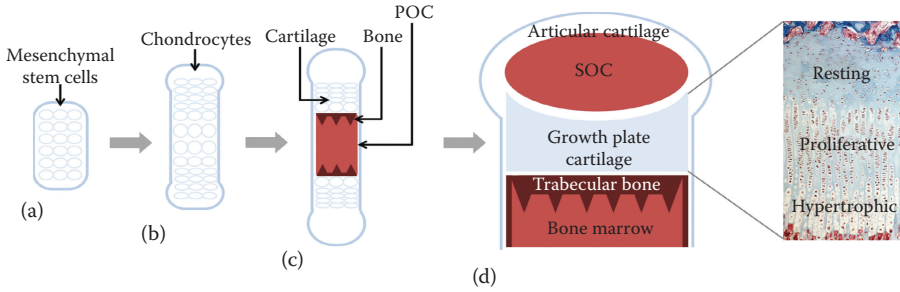 Mesenchymal
stem cells
(a)
Chondrocytes
(b)
Cartilage
Bone
POC
(c)
Articular cartilage
SOC
Growth plate
cartilage
Trabecular bone
Bone marrow
(d)
Resting
Proliferative
Hypertrophic